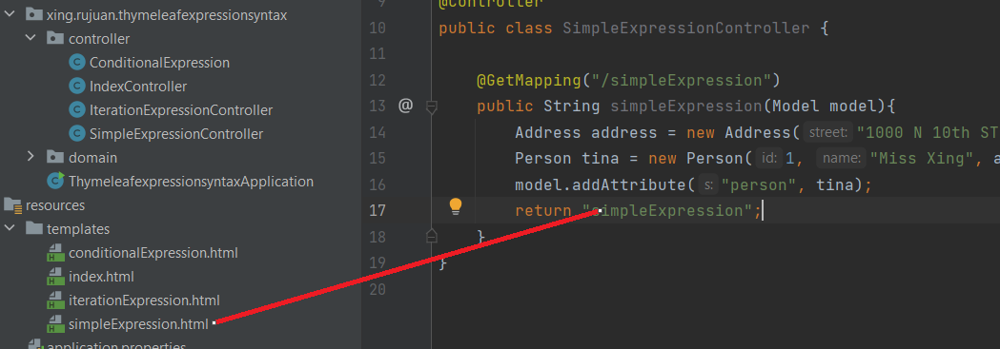 xing.rujuan.thymeleafexpressionsyntax
controller
ConditionalExpression
IndexController
IterationExpressionController
SimpleExpressionController
domain
ThymeleafexpressionsyntaxApplication
resources
templates
conditionalExpression.html
index.html
iterationExpression.html
simpleExpression.html
application.properties
9 @Controller
10 public class SimpleExpressionController {
11
12 @GetMapping("/simpleExpression")
13 @ public String simpleExpression(Model model){
14 Address address = new Address( street: "1000 N 10th ST
15 Person tina = new Person( id: 1, name: "Miss Xing", a
16 model.addAttribute( s: "person", tina);
17 return "simpleExpression";
18 }
19 }
20